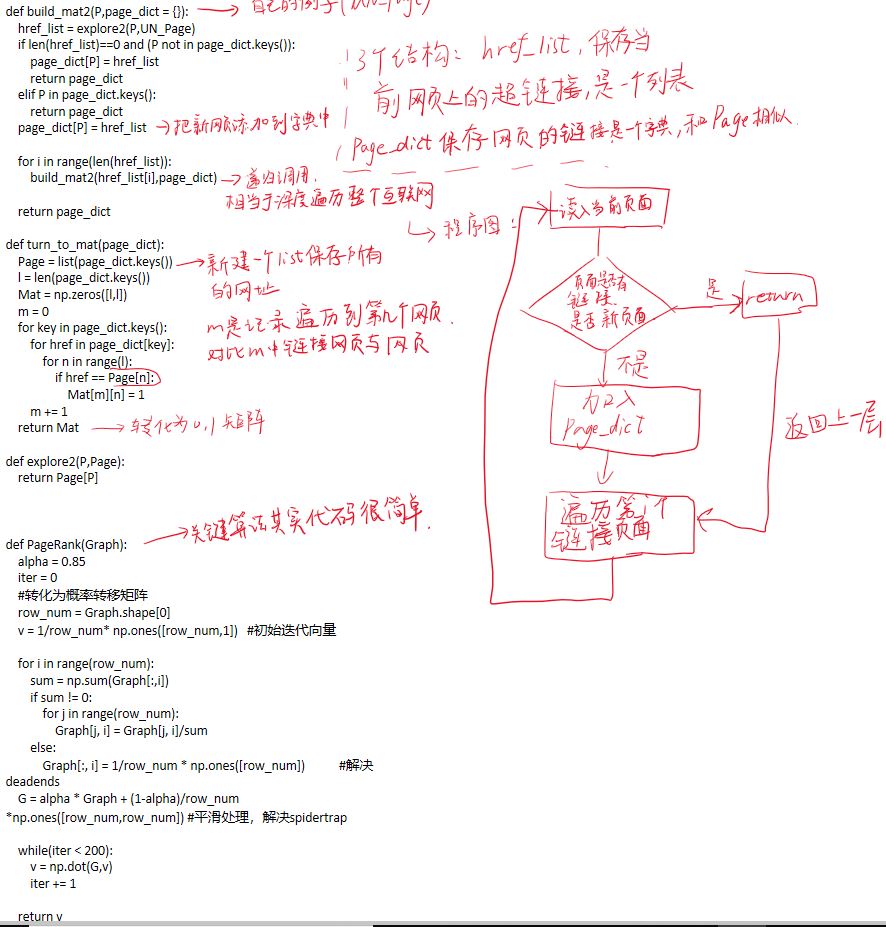 def build_mat2(P,page_dict = {}):
自己的例子(UN_Page)
href_list = explore2(P,UN_Page)
if len(href_list)==0 and (P not in page_dict.keys()):
page_dict[P] = href_list
return page_dict
elif P in page_dict.keys():
return page_dict
page_dict[P] = href_list
把新网页添加到字典中
3个结构: href_list, 保存当
前网页上的超链接,是一个列表
Page_dict 保存网页的链接是个字典,和Page相似.
for i in range(len(href_list)):
build_mat2(href_list[i],page_dict)
递归调用.
相当于深度遍历整个互联网
return page_dict
程序图:
读入当前页面
页面是否有
链接.
是否新页面
是
return
不是
加入
Page_dict
返回上一层
遍历第i个
链接页面
def turn_to_mat(page_dict):
Page = list(page_dict.keys())
新建一个list保存所有
的网址
l = len(page_dict.keys())
Mat = np.zeros([l,l])
m = 0
m是记录遍历到第几个网页.
对比m中链接网页与网页
for key in page_dict.keys():
for href in page_dict[key]:
for n in range(l):
if href == Page[n]:
Mat[m][n] = 1
m += 1
return Mat
转化为0,1矩阵
def explore2(P,Page):
return Page[P]
关键算法其实代码很简单.
def PageRank(Graph):
alpha = 0.85
iter = 0
#转化为概率转移矩阵
row_num = Graph.shape[0]
v = 1/row_num* np.ones([row_num,1]) #初始迭代向量
for i in range(row_num):
sum = np.sum(Graph[:,i])
if sum != 0:
for j in range(row_num):
Graph[j, i] = Graph[j, i]/sum
else:
Graph[:, i] = 1/row_num * np.ones([row_num]) #解决
deadends
G = alpha * Graph + (1-alpha)/row_num
*np.ones([row_num,row_num]) #平滑处理，解决spidertrap
while(iter < 200):
v = np.dot(G,v)
iter += 1
return v